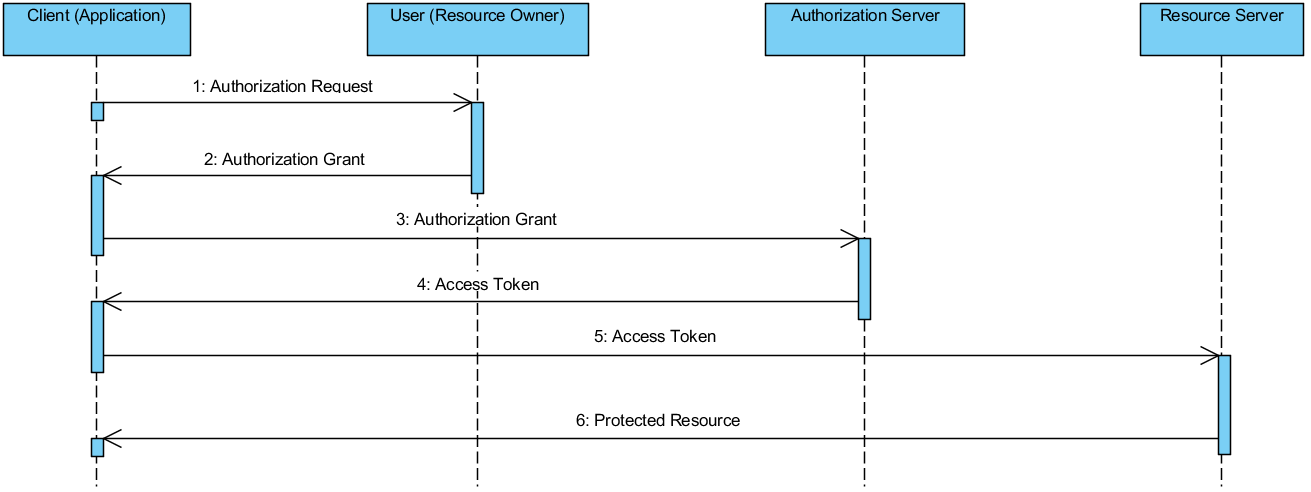 Client (Application)
User (Resource Owner)
Authorization Server
Resource Server
1: Authorization Request
2: Authorization Grant
3: Authorization Grant
4: Access Token
5: Access Token
6: Protected Resource